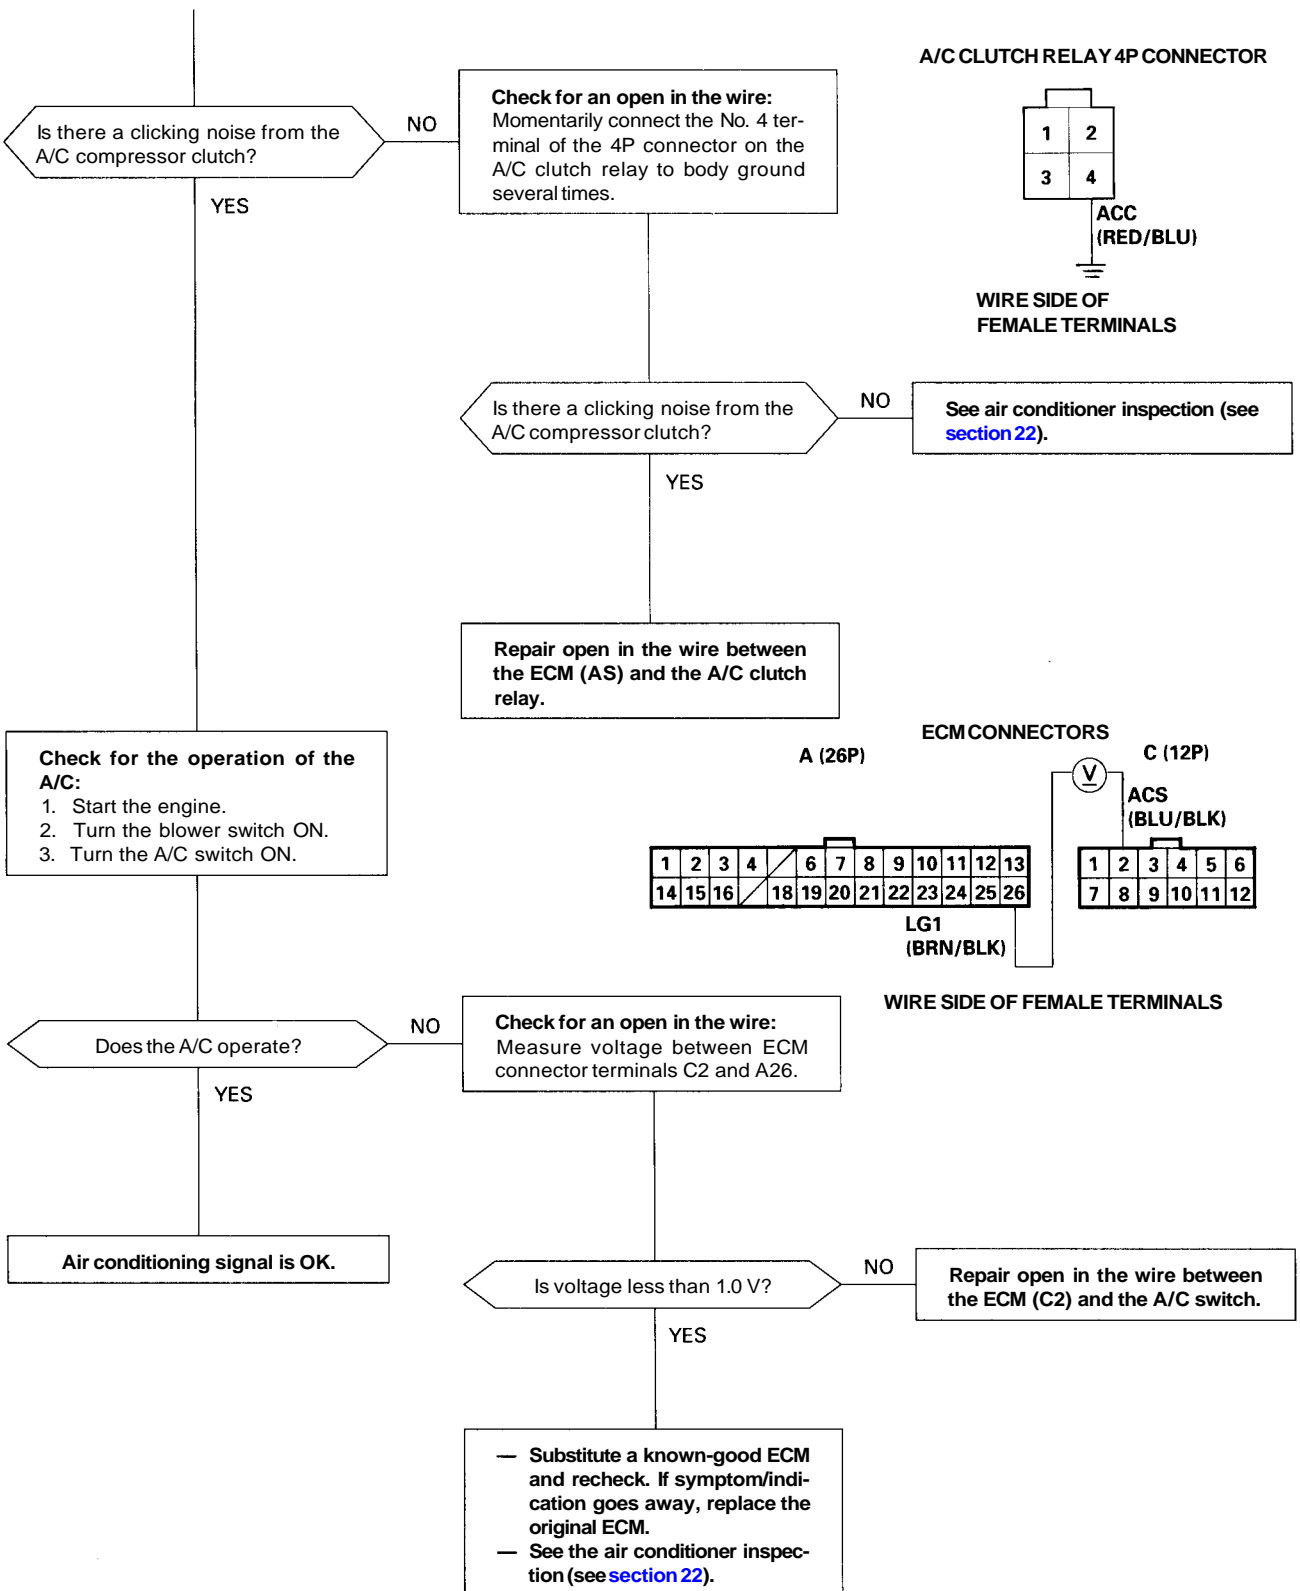 A/C CLUTCH RELAY 4P CONNECTOR
1 2
3 4
ACC
(RED/BLU)
WIRE SIDE OF
FEMALE TERMINALS
Is there a clicking noise from the
A/C compressor clutch?
NO
YES
Check for an open in the wire:
Momentarily connect the No. 4 ter-
minal of the 4P connector on the
A/C clutch relay to body ground
several times.
Is there a clicking noise from the
A/C compressor clutch?
NO
YES
See air conditioner inspection (see
section 22).
Repair open in the wire between
the ECM (AS) and the A/C clutch
relay.
Check for the operation of the
A/C:
1. Start the engine.
2. Turn the blower switch ON.
3. Turn the A/C switch ON.
ECM CONNECTORS
A (26P)
C (12P)
V
ACS
(BLU/BLK)
1 2 3 4 6 7 8 9 10 11 12 13
14 15 16 18 19 20 21 22 23 24 25 26
1 2 3 4 5 6
7 8 9 10 11 12
LG1
(BRN/BLK)
WIRE SIDE OF FEMALE TERMINALS
Does the A/C operate?
NO
YES
Check for an open in the wire:
Measure voltage between ECM
connector terminals C2 and A26.
Air conditioning signal is OK.
Is voltage less than 1.0 V?
NO
YES
Repair open in the wire between
the ECM (C2) and the A/C switch.
— Substitute a known-good ECM
and recheck. If symptom/indi-
cation goes away, replace the
original ECM.
— See the air conditioner inspec-
tion (see section 22).